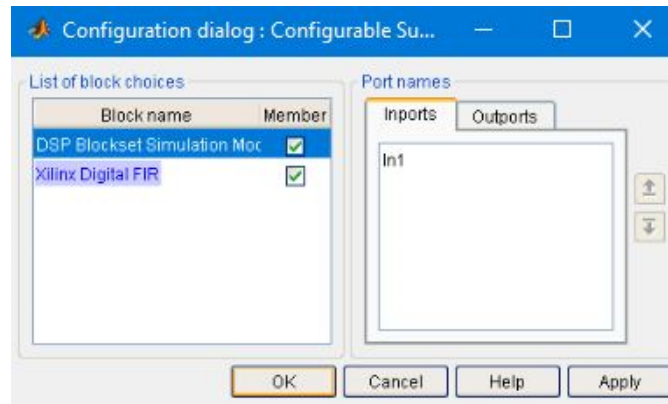 Configuration dialog : Configurable Su...
List of block choices
Block name Member
DSP Blockset Simulation Moc
Xilinx Digital FIR
Port names
Inports Outports
In1
OK Cancel Help Apply